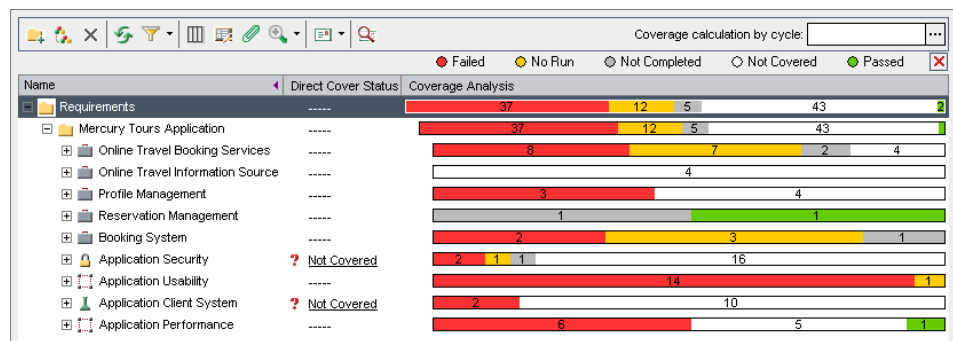 Coverage calculation by cycle: ...
Failed No Run Not Completed Not Covered Passed
Name Direct Cover Status Coverage Analysis
Requirements ----- 37 12 5 43 2
Mercury Tours Application ----- 37 12 5 43
Online Travel Booking Services ----- 8 7 2 4
Online Travel Information Source ----- 4
Profile Management ----- 3 4
Reservation Management ----- 1 1
Booking System ----- 2 3 1
Application Security ? Not Covered 2 1 1 16
Application Usability ----- 14 1
Application Client System ? Not Covered 2 10
Application Performance ----- 6 5 1